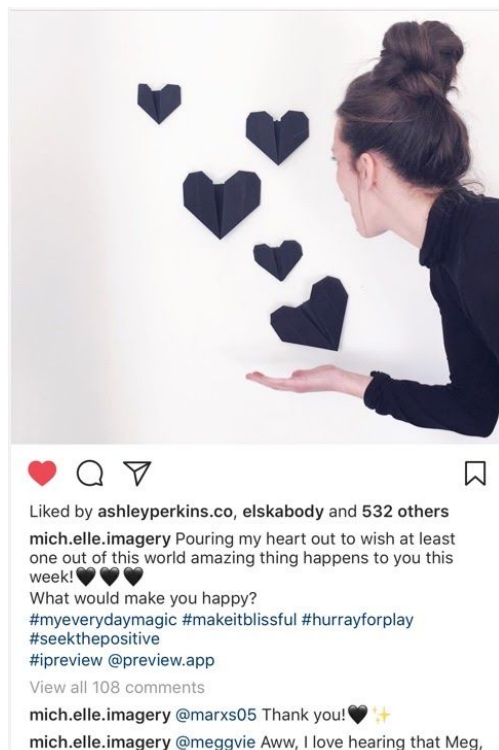 Liked by ashleyperkins.co, elskabody and 532 others
mich.elle.imagery Pouring my heart out to wish at least
one out of this world amazing thing happens to you this
week!🖤🖤🖤
What would make you happy?
#myeverydaymagic #makeitblissful #hurrayforplay
#seekthepositive
#ipreview @preview.app
View all 108 comments
mich.elle.imagery @marxs05 Thank you!🖤✨
mich.elle.imagery @meggvie Aww, I love hearing that Meg,